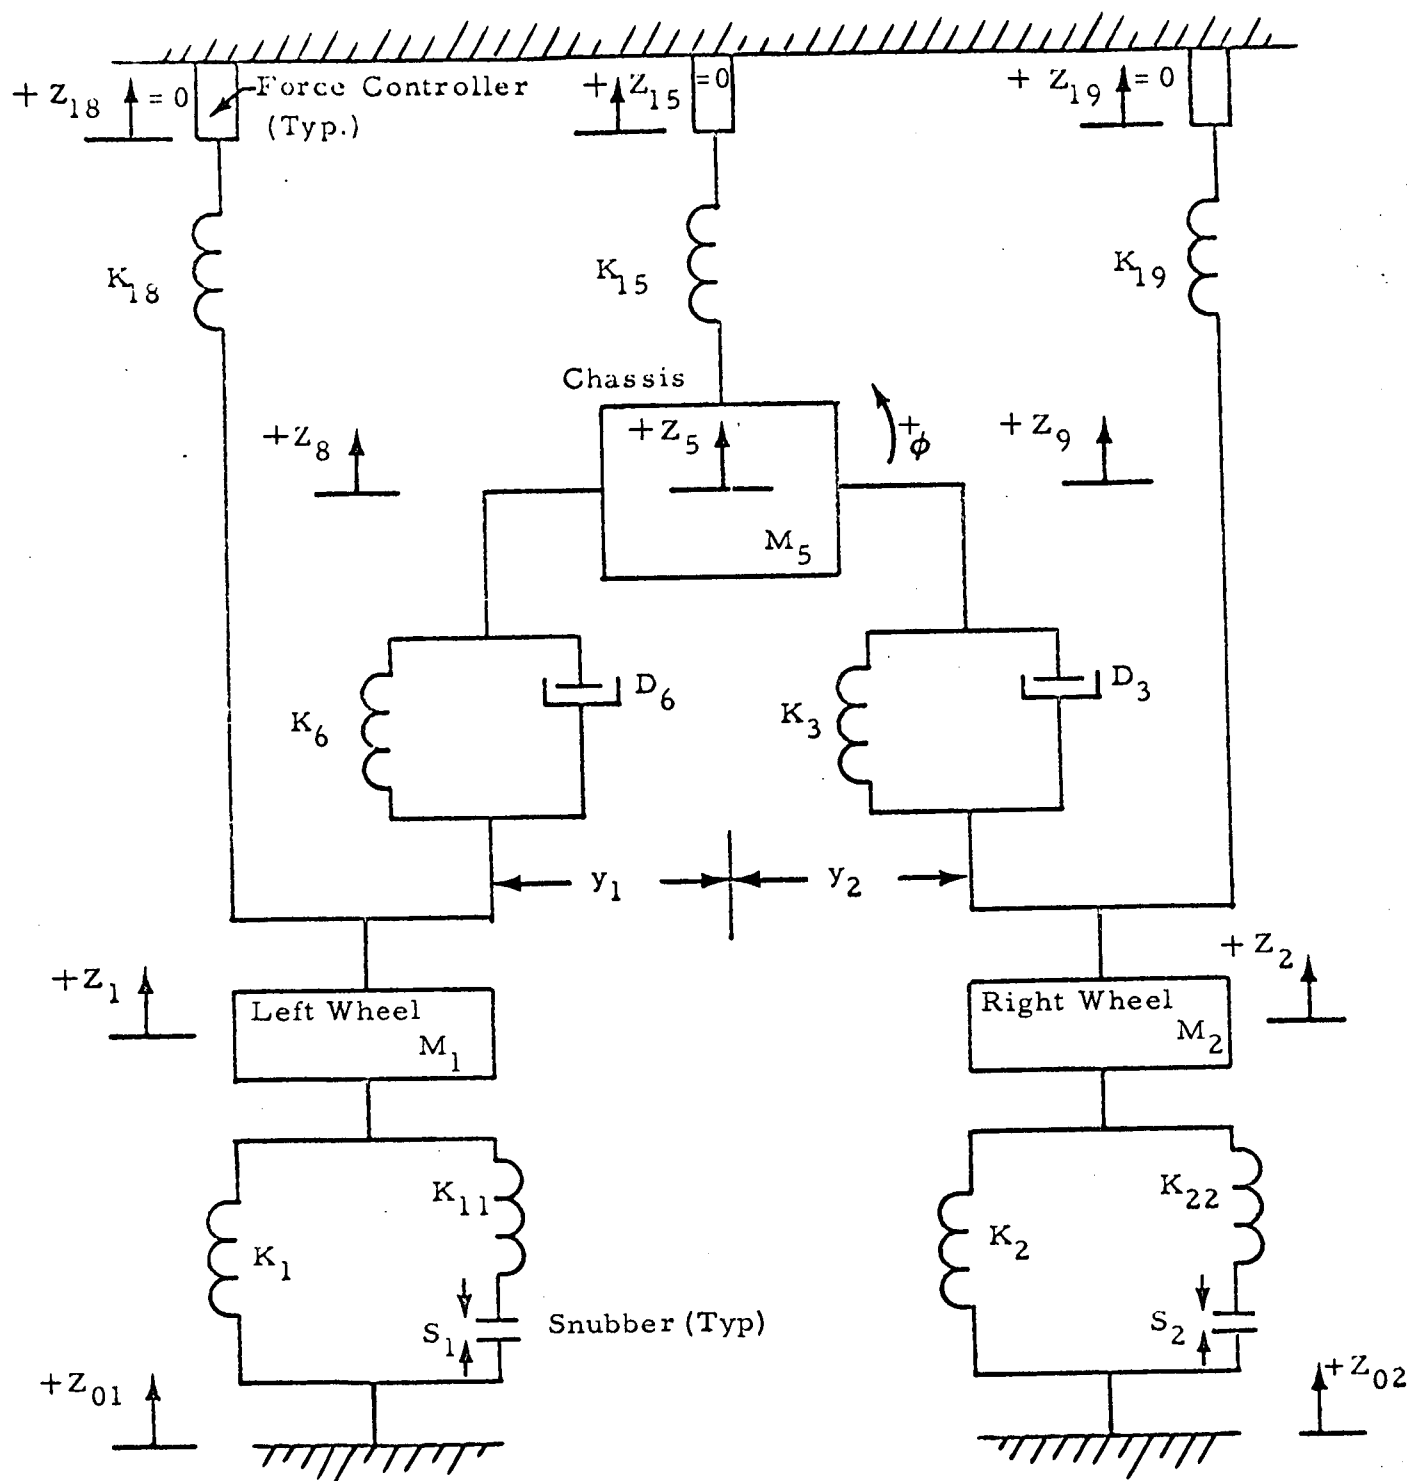 + Z18 = 0
Force Controller
(Typ.)
+ Z15 = 0
+ Z19 = 0
K18
K15
K19
Chassis
+Z8
+Z5
+φ
+Z9
M5
K6
D6
K3
D3
y1
y2
+Z1
+ Z2
Left Wheel
M1
Right Wheel
M2
K11
K1
K22
K2
S1
Snubber (Typ)
S2
+Z01
+Z02